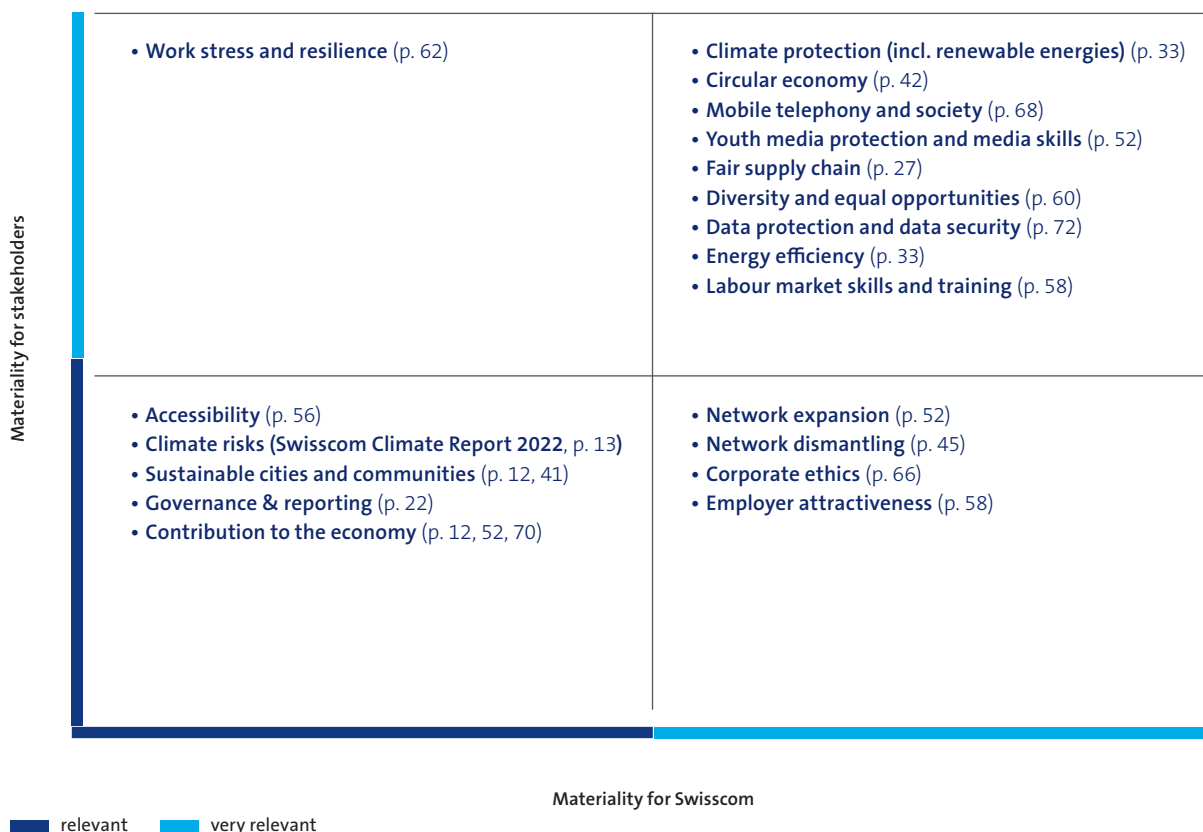 Materiality for stakeholders
• Work stress and resilience (p. 62)
• Climate protection (incl. renewable energies) (p. 33)
• Circular economy (p. 42)
• Mobile telephony and society (p. 68)
• Youth media protection and media skills (p. 52)
• Fair supply chain (p. 27)
• Diversity and equal opportunities (p. 60)
• Data protection and data security (p. 72)
• Energy efficiency (p. 33)
• Labour market skills and training (p. 58)
• Accessibility (p. 56)
• Climate risks (Swisscom Climate Report 2022, p. 13)
• Sustainable cities and communities (p. 12, 41)
• Governance & reporting (p. 22)
• Contribution to the economy (p. 12, 52, 70)
• Network expansion (p. 52)
• Network dismantling (p. 45)
• Corporate ethics (p. 66)
• Employer attractiveness (p. 58)
Materiality for Swisscom
relevant
very relevant